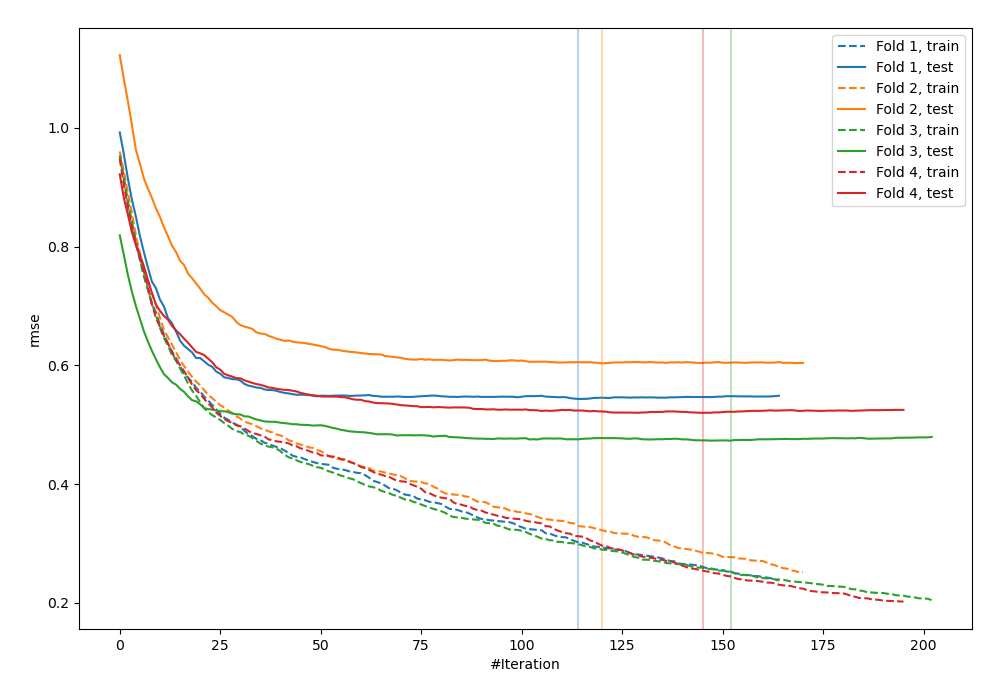 1.0
0.8
0.6
0.4
0.2
rmse
0
25
50
75
100
125
150
175
200
#Iteration
Fold 1, train
Fold 1, test
Fold 2, train
Fold 2, test
Fold 3, train
Fold 3, test
Fold 4, train
Fold 4, test